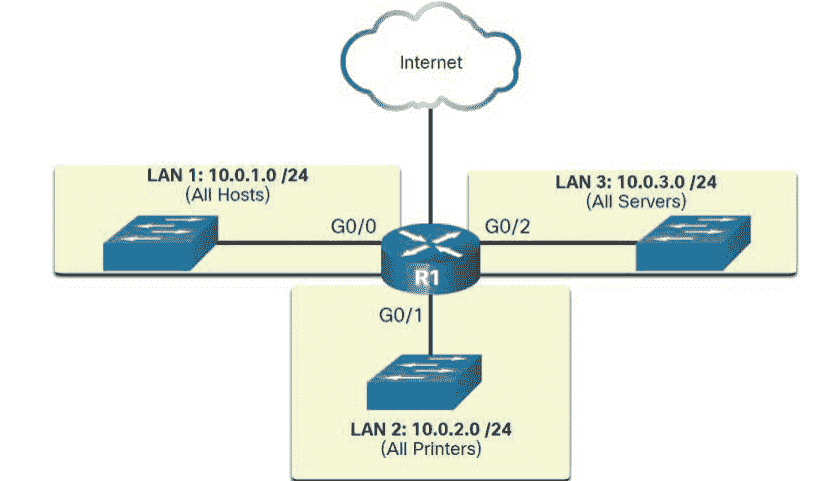 Internet
LAN 1: 10.0.1.0 /24
(All Hosts)
LAN 3: 10.0.3.0 /24
(All Servers)
G0/0
G0/2
R1
G0/1
LAN 2: 10.0.2.0 /24
(All Printers)